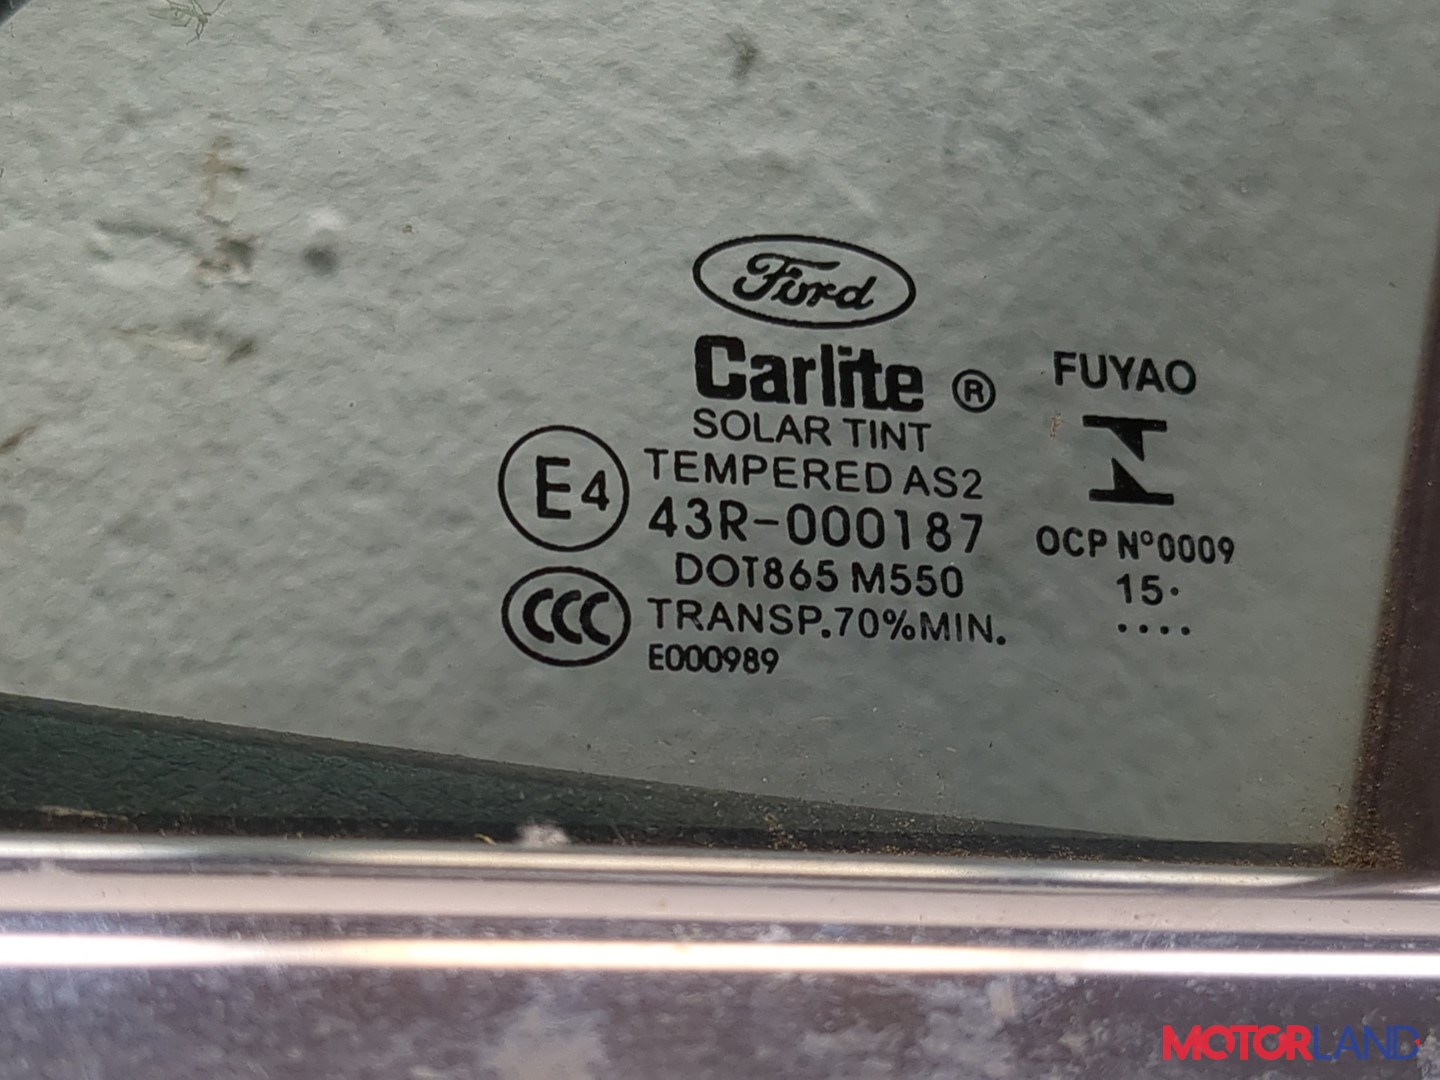 Ford
Carlite ®
SOLAR TINT
TEMPERED AS2
E4
43R-000187
DOT865 M550
CCC
TRANSP.70%MIN.
E000989
FUYAO
OCP Nº0009
15·
····
MOTORLAND